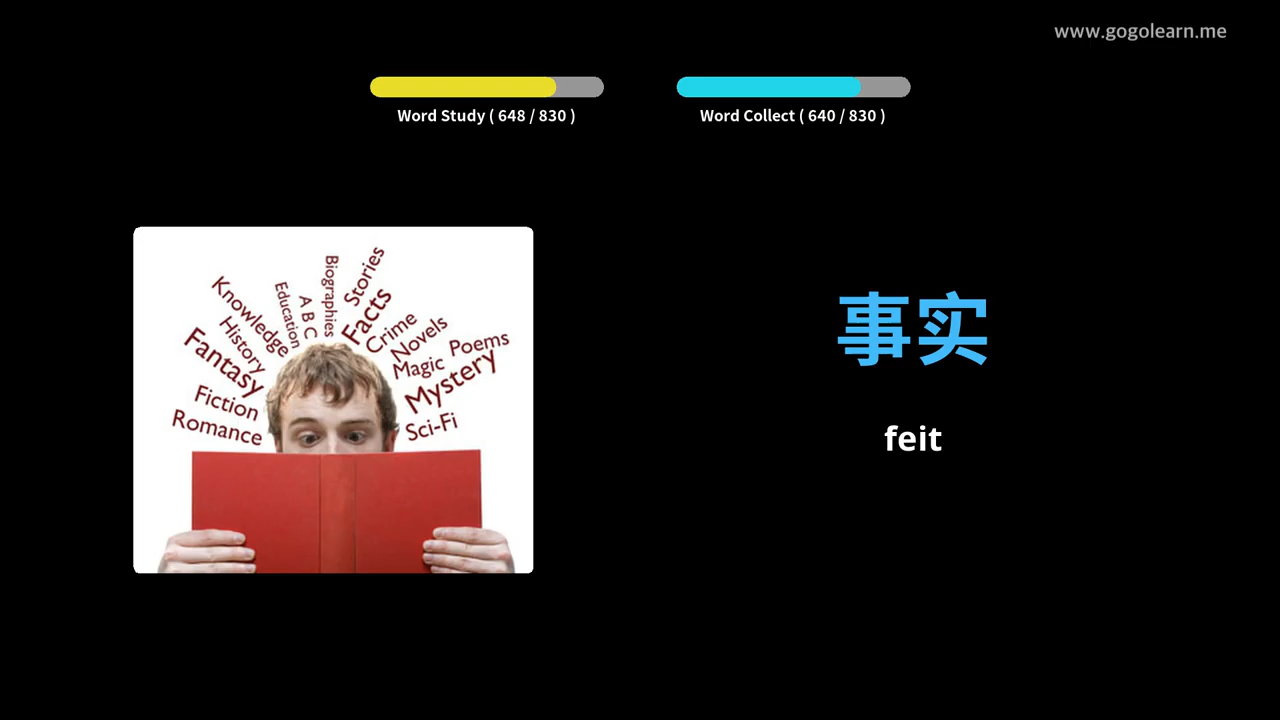 www.gogolearn.me
Word Study ( 648 / 830 )
Word Collect ( 640 / 830 )
Knowledge
History
Fantasy
Fiction
Romance
Education
A B C
Biographies
Stories
Facts
Crime
Novels
Magic
Poems
Mystery
Sci-Fi
事实
feit